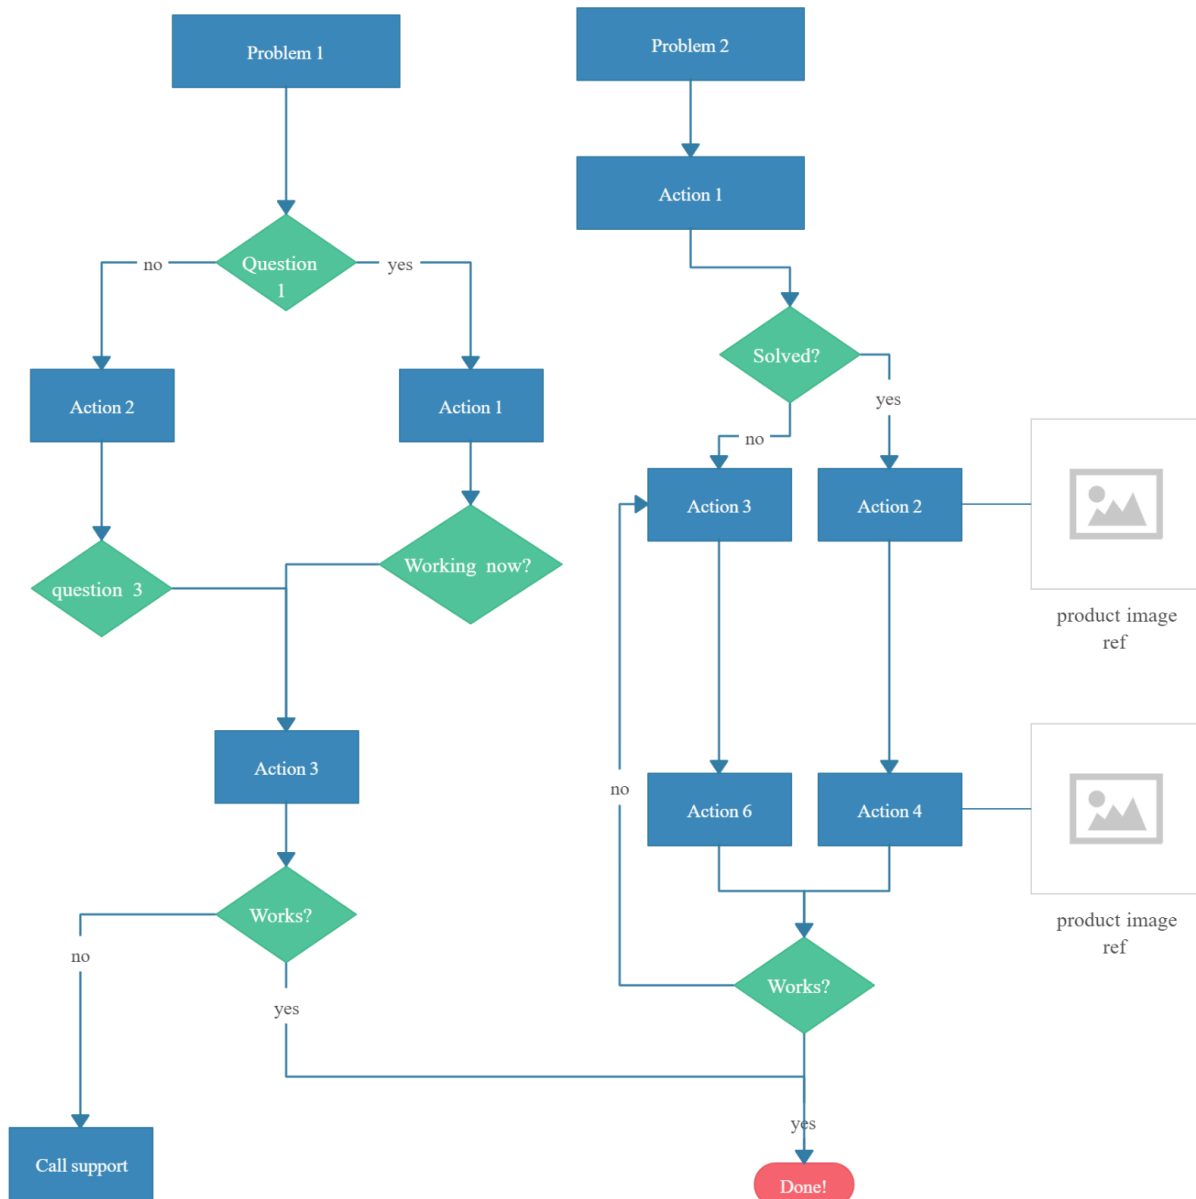 Problem 1
Problem 2
Action 1
no
Question
1
yes
Solved?
Action 2
Action 1
yes
no
Action 3
Action 2
question 3
Working now?
product image
ref
Action 3
no
Action 6
Action 4
Works?
product image
ref
no
Works?
yes
yes
Call support
Done!